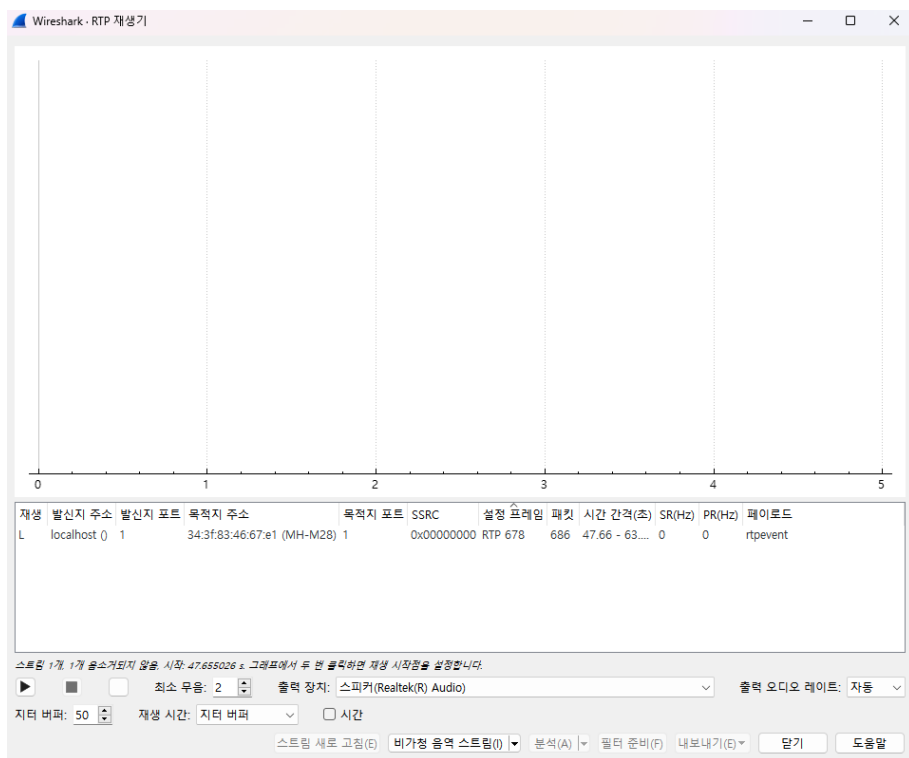 Wireshark · RTP 재생기
0 1 2 3 4 5
재생 발신지 주소 발신지 포트 목적지 주소 목적지 포트 SSRC 설정 프레임 패킷 시간 간격(초) SR(Hz) PR(Hz) 페이로드
L localhost () 1 34:3f:83:46:67:e1 (MH-M28) 1 0x00000000 RTP 678 686 47.66 - 63.... 0 0 rtpevent
스트림 1개, 1개 음소거되지 않음. 시작: 47.655026 s. 그래프에서 두 번 클릭하면 재생 시작점을 설정합니다.
최소 무음: 2 출력 장치: 스피커(Realtek(R) Audio) 출력 오디오 레이트: 자동
지터 버퍼: 50 재생 시간: 지터 버퍼 시간
스트림 새로 고침(E) 비가청 음역 스트림(I) 분석(A) 필터 준비(F) 내보내기(E) 닫기 도움말